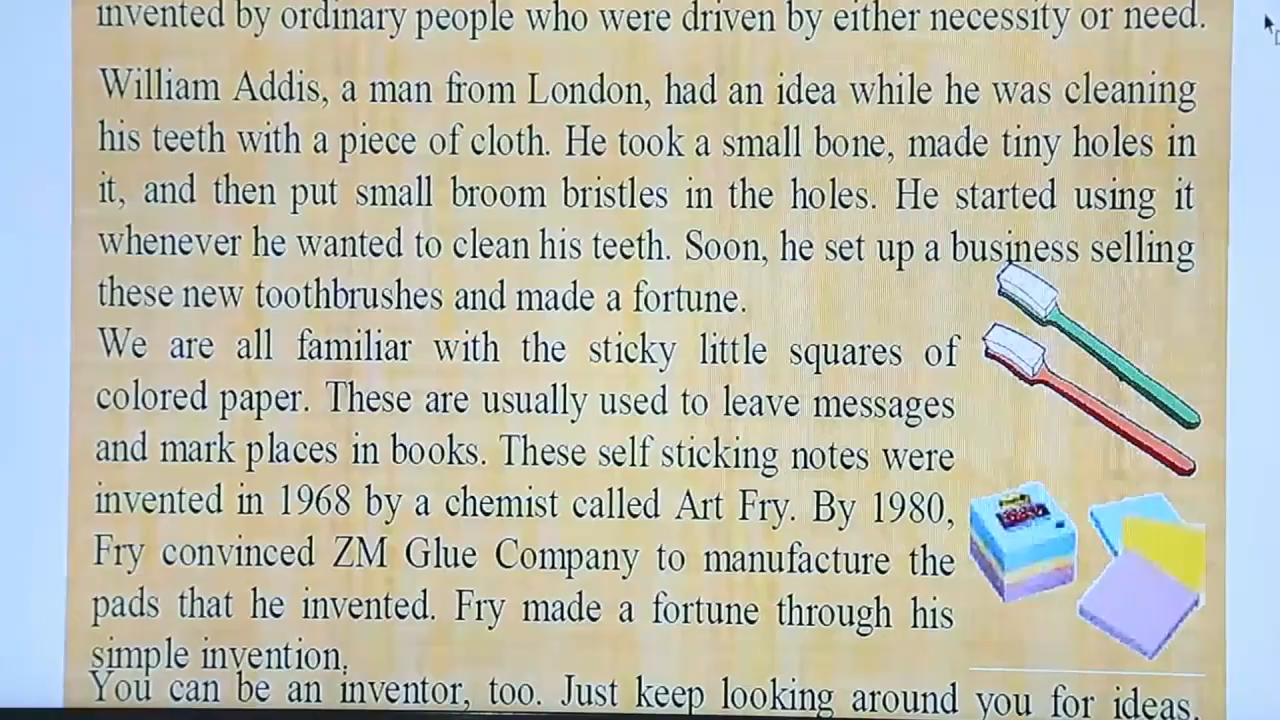 invented by ordinary people who were driven by either necessity or need.
William Addis, a man from London, had an idea while he was cleaning
his teeth with a piece of cloth. He took a small bone, made tiny holes in
it, and then put small broom bristles in the holes. He started using it
whenever he wanted to clean his teeth. Soon, he set up a business selling
these new toothbrushes and made a fortune.
We are all familiar with the sticky little squares of
colored paper. These are usually used to leave messages
and mark places in books. These self sticking notes were
invented in 1968 by a chemist called Art Fry. By 1980,
Fry convinced ZM Glue Company to manufacture the
pads that he invented. Fry made a fortune through his
simple invention.
You can be an inventor, too. Just keep looking around you for ideas.